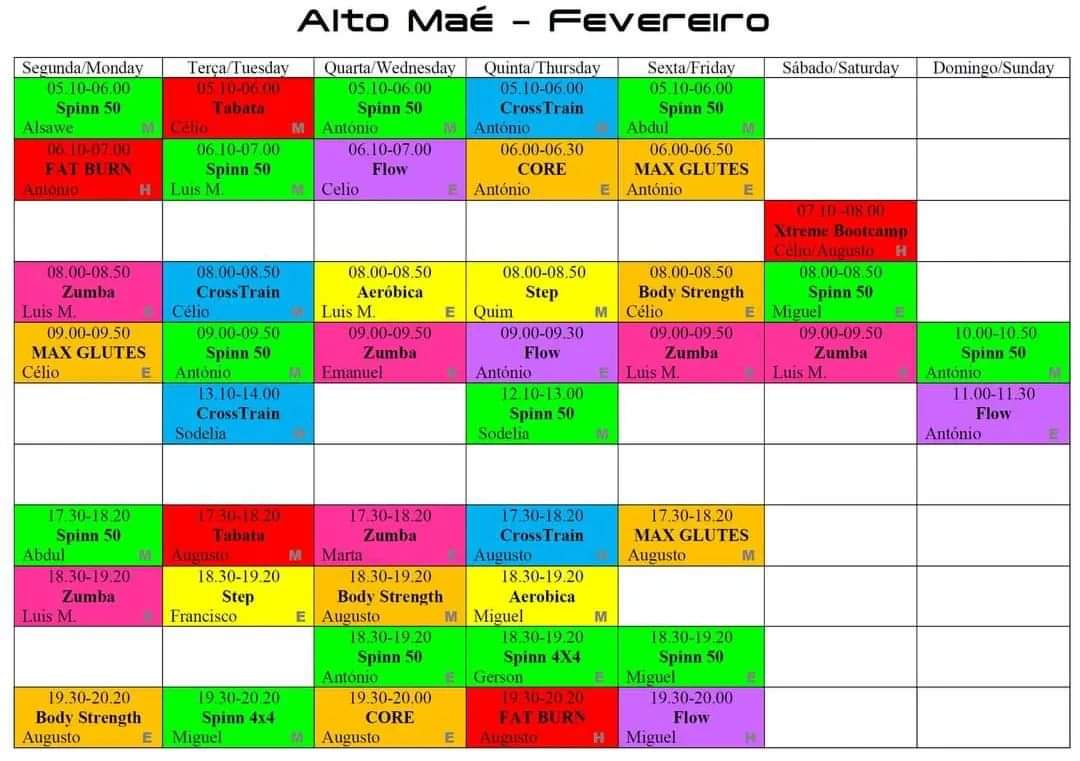 Alto Maé - Fevereiro
Segunda/Monday
Terça/Tuesday
Quarta/Wednesday
Quinta/Thursday
Sexta/Friday
Sábado/Saturday
Domingo/Sunday
05.10-06.00
Spinn 50
Alsawe M
05.10-06.00
Tabata
Célio M
05.10-06.00
Spinn 50
António M
05.10-06.00
CrossTrain
António
05.10-06.00
Spinn 50
Abdul M
06.10-07.00
FAT BURN
António H
06.10-07.00
Spinn 50
Luis M. M
06.10-07.00
Flow
Celio E
06.00-06.30
CORE
António E
06.00-06.50
MAX GLUTES
António E
07.10 -08.00
Xtreme Bootcamp
Célio/Augusto H
08.00-08.50
Zumba
Luis M.
08.00-08.50
CrossTrain
Célio M
08.00-08.50
Aeróbica
Luis M. E
08.00-08.50
Step
Quim M
08.00-08.50
Body Strength
Célio E
08.00-08.50
Spinn 50
Miguel E
09.00-09.50
MAX GLUTES
Célio E
09.00-09.50
Spinn 50
António M
09.00-09.50
Zumba
Emanuel
09.00-09.30
Flow
António E
09.00-09.50
Zumba
Luis M.
09.00-09.50
Zumba
Luis M.
10.00-10.50
Spinn 50
António M
13.10-14.00
CrossTrain
Sodelia
12.10-13.00
Spinn 50
Sodelia M
11.00-11.30
Flow
António E
17.30-18.20
Spinn 50
Abdul M
17.30-18.20
Tabata
Augusto M
17.30-18.20
Zumba
Marta
17.30-18.20
CrossTrain
Augusto
17.30-18.20
MAX GLUTES
Augusto M
18.30-19.20
Zumba
Luis M.
18.30-19.20
Step
Francisco E
18.30-19.20
Body Strength
Augusto M
18.30-19.20
Aerobica
Miguel M
18.30-19.20
Spinn 50
António E
18.30-19.20
Spinn 4X4
Gerson E
18.30-19.20
Spinn 50
Miguel E
19.30-20.20
Body Strength
Augusto E
19.30-20.20
Spinn 4x4
Miguel M
19.30-20.00
CORE
Augusto E
19.30-20.20
FAT BURN
Augusto H
19.30-20.00
Flow
Miguel H